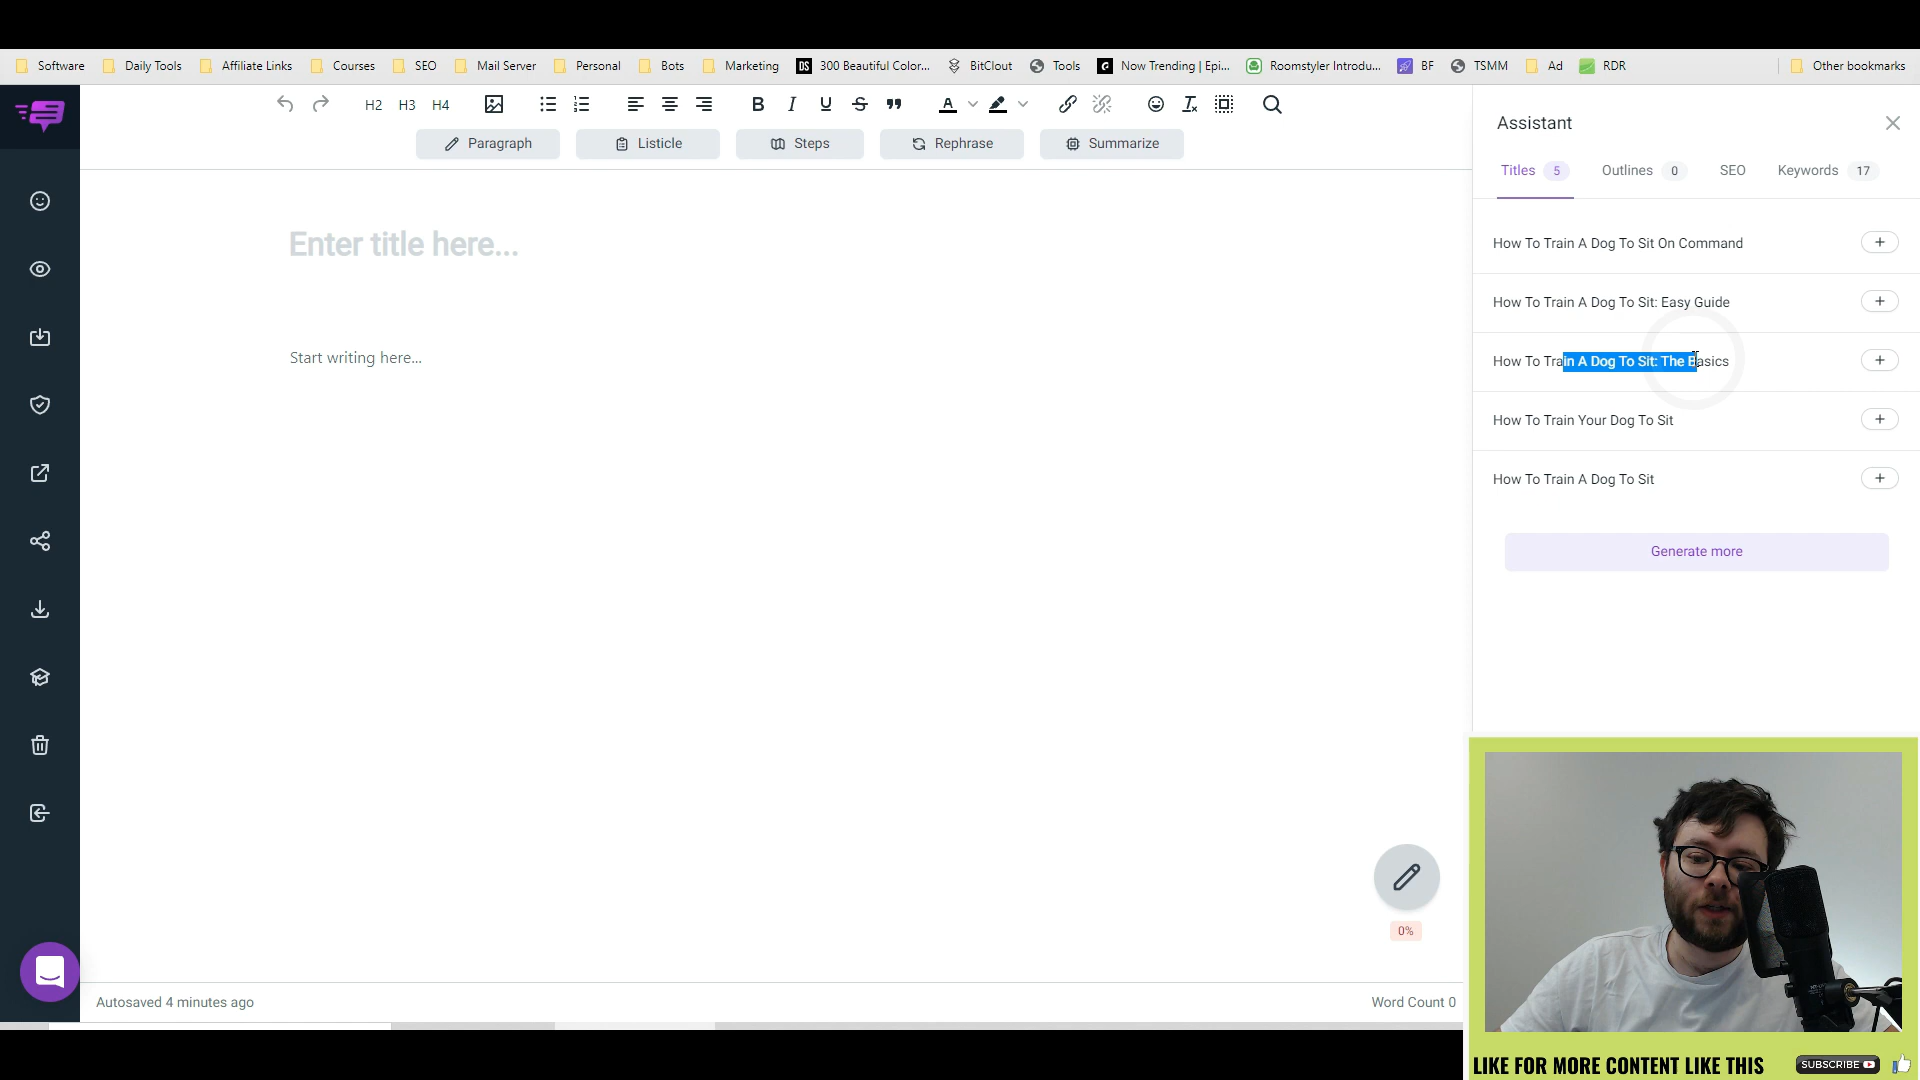 Software Daily Tools Affiliate Links Courses SEO Mail Server Personal Bots Marketing DS 300 Beautiful Color... BitClout Tools Now Trending | Epi... Roomstyler Introdu... BF TSMM Ad RDR Other bookmarks
H2 H3 H4 B I U S A
Paragraph Listicle Steps Rephrase Summarize
Assistant
Titles 5 Outlines 0 SEO Keywords 17
Enter title here...
Start writing here...
How To Train A Dog To Sit On Command
How To Train A Dog To Sit: Easy Guide
How To Train A Dog To Sit: The Basics
How To Train Your Dog To Sit
How To Train A Dog To Sit
Generate more
0%
Autosaved 4 minutes ago
Word Count 0
LIKE FOR MORE CONTENT LIKE THIS
SUBSCRIBE